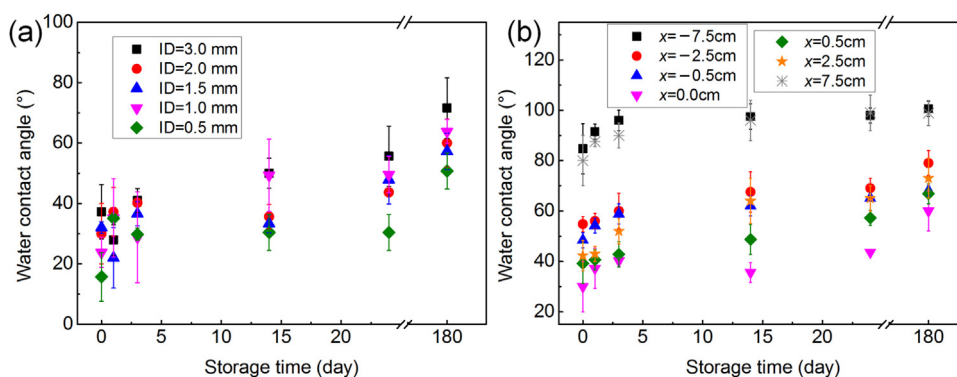 (a)
ID=3.0 mm
ID=2.0 mm
ID=1.5 mm
ID=1.0 mm
ID=0.5 mm
Water contact angle (°)
100
80
60
40
20
0
0 5 10 15 20 180
Storage time (day)
(b)
x=−7.5cm
x=−2.5cm
x=−0.5cm
x=0.0cm
x=0.5cm
x=2.5cm
x=7.5cm
Water contact angle (°)
120
100
80
60
40
20
0 5 10 15 20 180
Storage time (day)